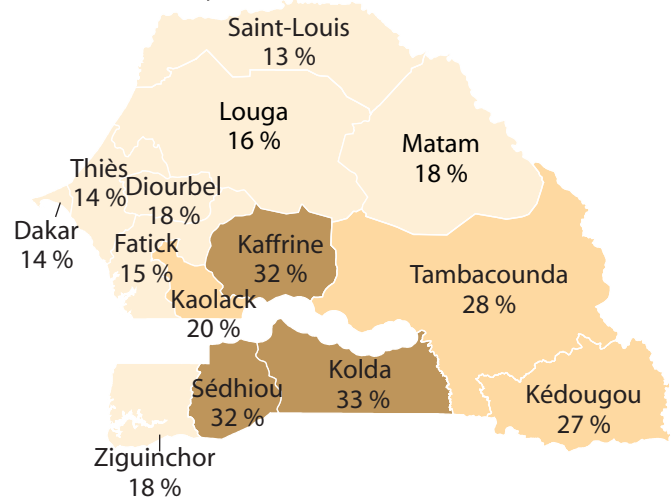 Saint-Louis
13 %
Louga
16 %
Matam
18 %
Thiès
14 %
Diourbel
18 %
Dakar
14 %
Fatick
15 %
Kaffrine
32 %
Tambacounda
28 %
Kaolack
20 %
Sédhiou
32 %
Kolda
33 %
Kédougou
27 %
Ziguinchor
18 %